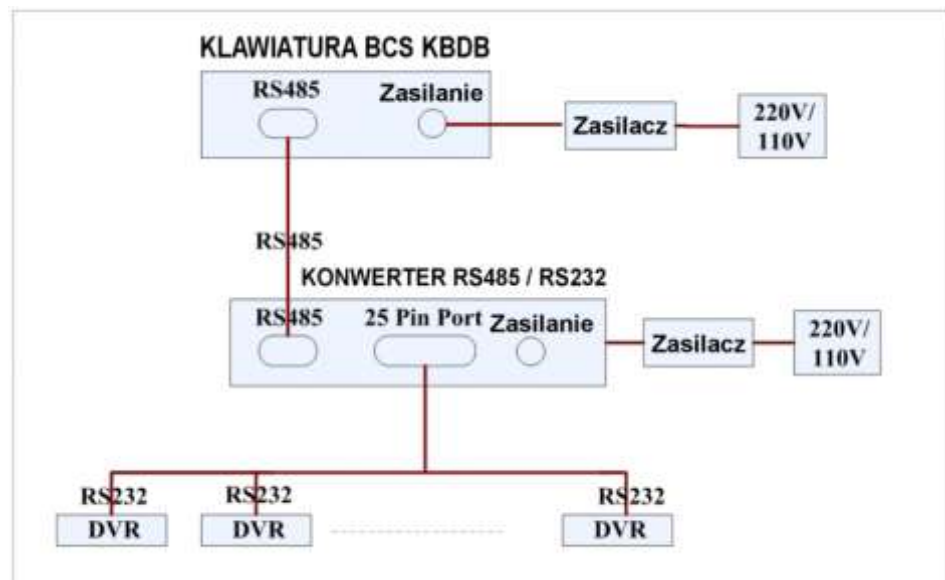 KLAWIATURA BCS KBDB
RS485
Zasilanie
Zasilacz
220V/
110V
RS485
KONWERTER RS485 / RS232
RS485
25 Pin Port
Zasilanie
Zasilacz
220V/
110V
RS232
RS232
RS232
DVR
DVR
DVR